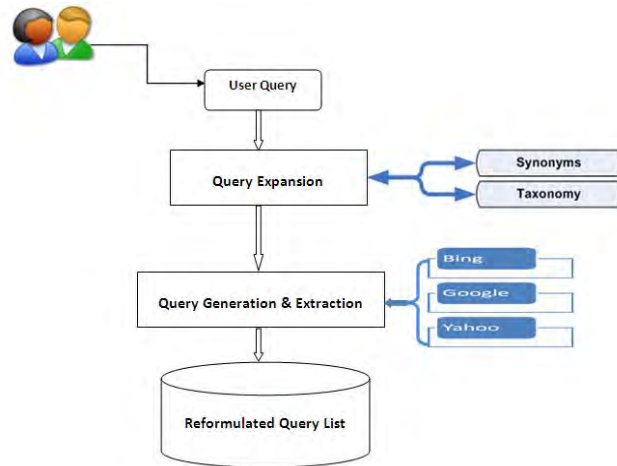 User Query
Query Expansion
Synonyms
Taxonomy
Bing
Query Generation & Extraction
Google
Yahoo
Reformulated Query List